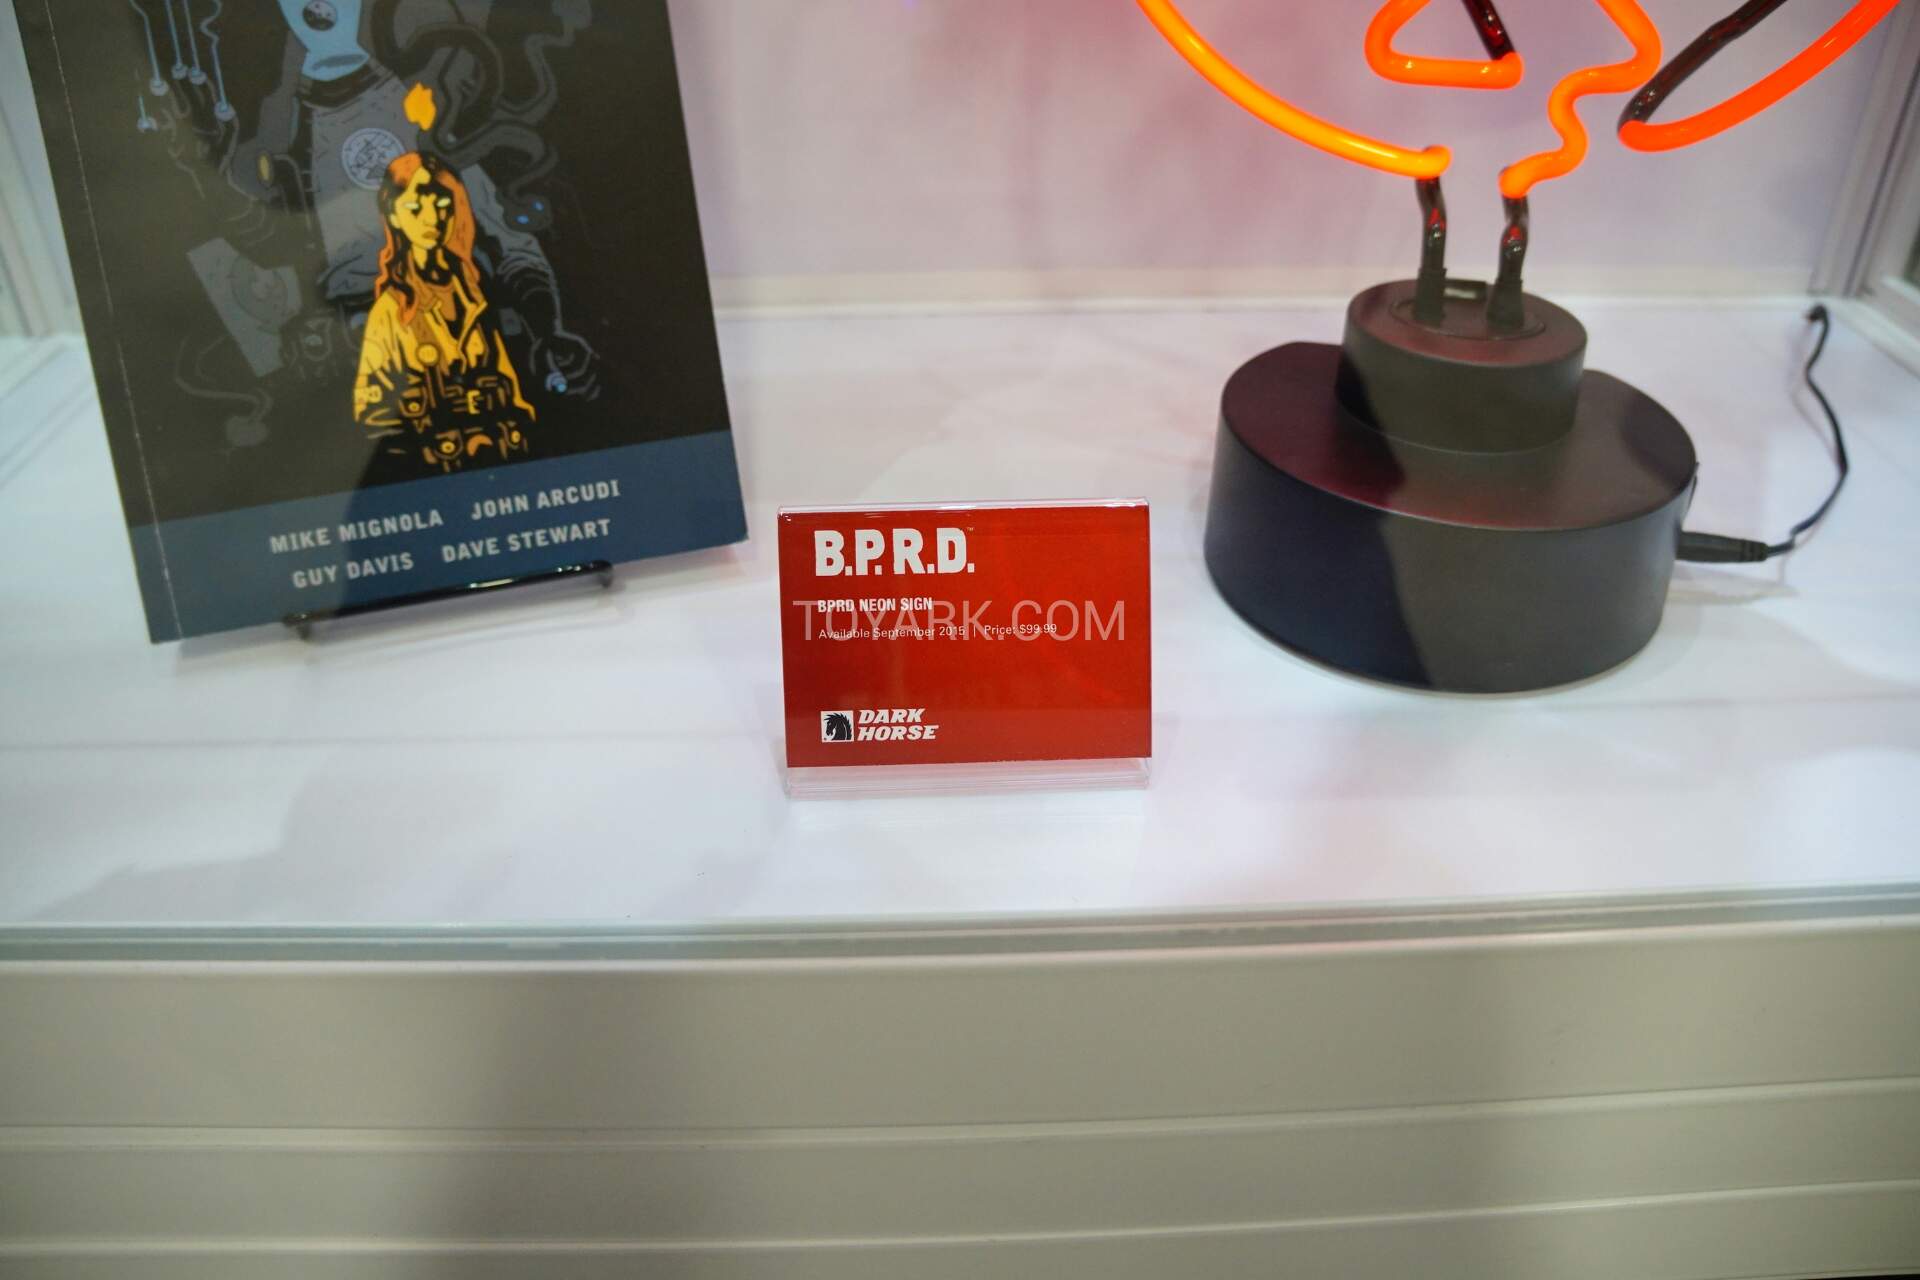 MIKE MIGNOLA JOHN ARCUDI
GUY DAVIS DAVE STEWART
B.P.R.D.™
BPRD NEON SIGN
Available September 2015 | Price: $99.99
TOYARK.COM
DARK
HORSE